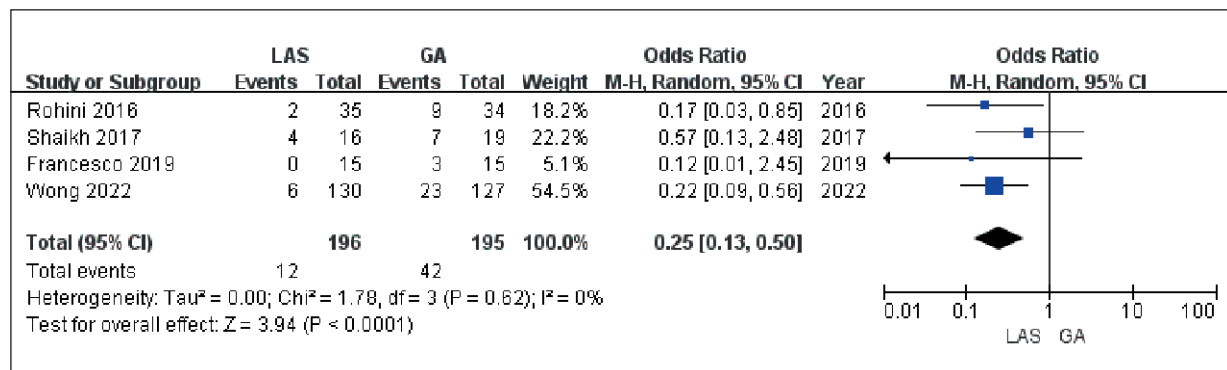 LAS GA Odds Ratio Odds Ratio
Study or Subgroup Events Total Events Total Weight M-H, Random, 95% CI Year M-H, Random, 95% CI
Rohini 2016 2 35 9 34 18.2% 0.17 [0.03, 0.85] 2016
Shaikh 2017 4 16 7 19 22.2% 0.57 [0.13, 2.48] 2017
Francesco 2019 0 15 3 15 5.1% 0.12 [0.01, 2.45] 2019
Wong 2022 6 130 23 127 54.5% 0.22 [0.09, 0.56] 2022
Total (95% CI) 196 195 100.0% 0.25 [0.13, 0.50]
Total events 12 42
Heterogeneity: Tau² = 0.00; Chi² = 1.78, df = 3 (P = 0.62); I² = 0%
Test for overall effect: Z = 3.94 (P < 0.0001)
0.01 0.1 1 10 100
LAS GA